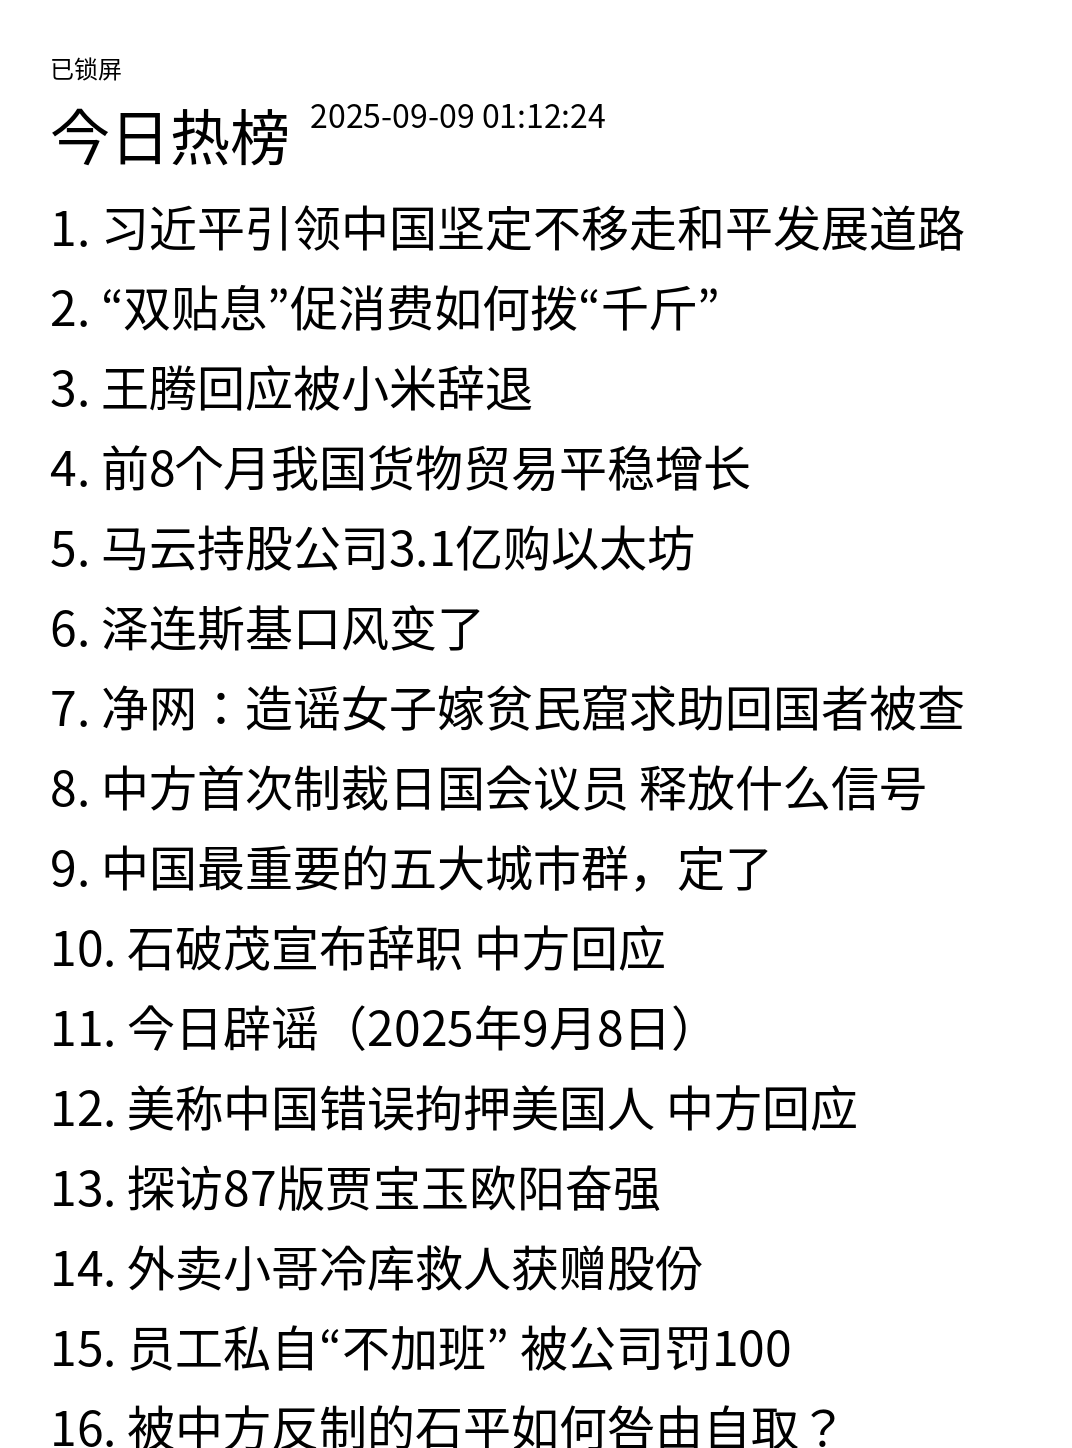 已锁屏
今日热榜 2025-09-09 01:12:24
1. 习近平引领中国坚定不移走和平发展道路
2. “双贴息”促消费如何拨“千斤”
3. 王腾回应被小米辞退
4. 前8个月我国货物贸易平稳增长
5. 马云持股公司3.1亿购以太坊
6. 泽连斯基口风变了
7. 净网：造谣女子嫁贫民窟求助回国者被查
8. 中方首次制裁日国会议员 释放什么信号
9. 中国最重要的五大城市群，定了
10. 石破茂宣布辞职 中方回应
11. 今日辟谣（2025年9月8日）
12. 美称中国错误拘押美国人 中方回应
13. 探访87版贾宝玉欧阳奋强
14. 外卖小哥冷库救人获赠股份
15. 员工私自“不加班” 被公司罚100
16. 被中方反制的石平如何咎由自取？